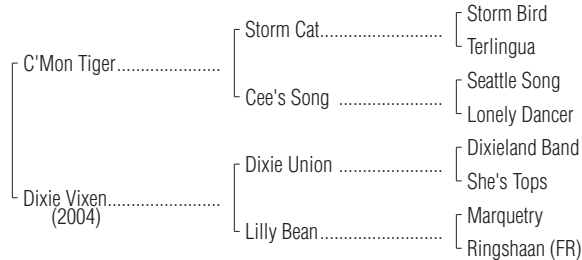 Storm Bird
Storm Cat......................
Terlingua
C'Mon Tiger.....................
Seattle Song
Cee's Song ..................
Lonely Dancer
Dixieland Band
Dixie Union ..................
She's Tops
Dixie Vixen.......................
(2004)
Marquetry
Lilly Bean......................
Ringshaan (FR)